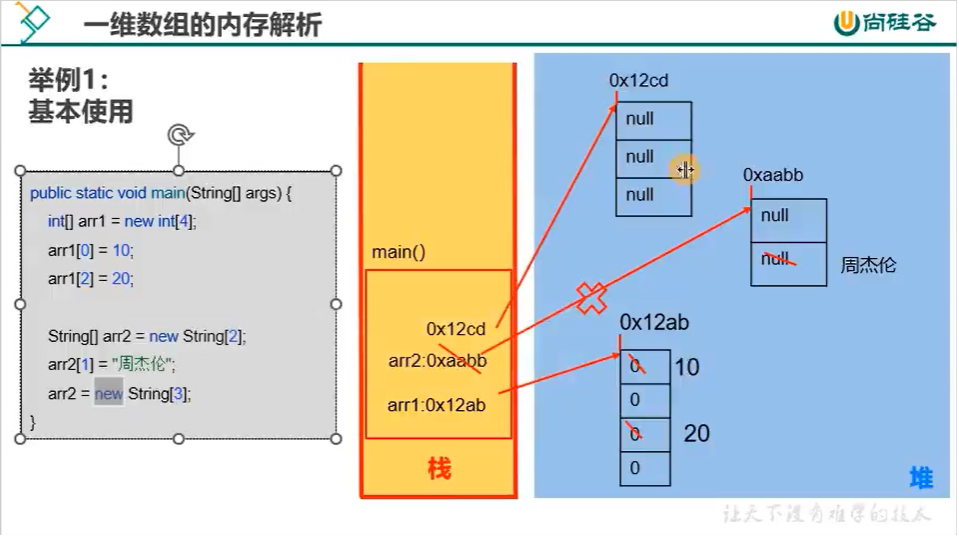 一维数组的内存解析
尚硅谷
举例1：
基本使用
public static void main(String[] args) {
int[] arr1 = new int[4];
arr1[0] = 10;
arr1[2] = 20;
String[] arr2 = new String[2];
arr2[1] = "周杰伦";
arr2 = new String[3];
}
main()
0x12cd
arr2:0xaabb
arr1:0x12ab
栈
0x12cd
null
null
null
0xaabb
null
null
周杰伦
0x12ab
0
10
0
0
20
0
堆
让天下没有难学的技术